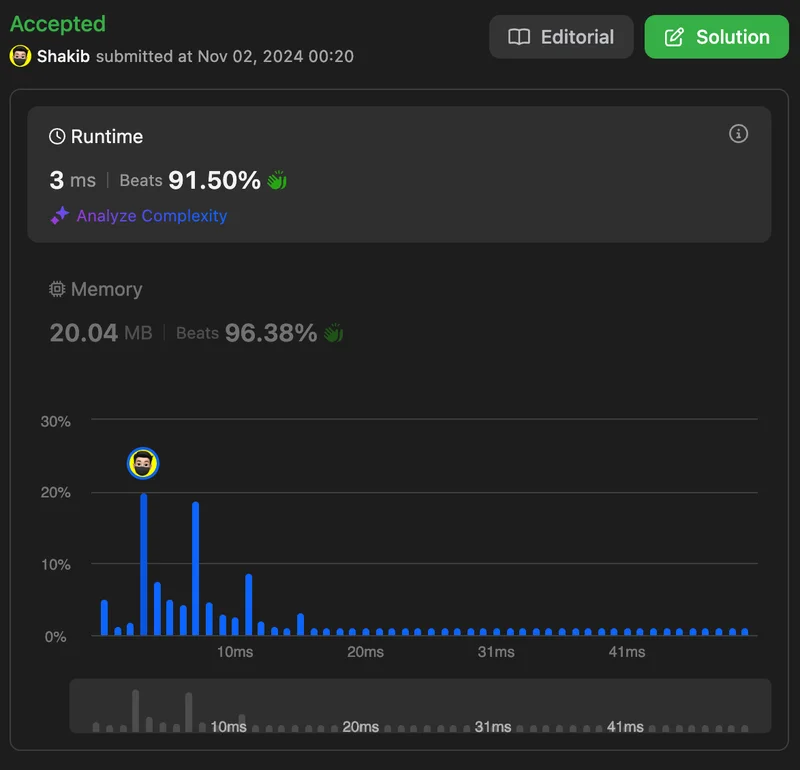 Accepted
Editorial
Solution
Shakib submitted at Nov 02, 2024 00:20
Runtime
3 ms | Beats 91.50%
Analyze Complexity
Memory
20.04 MB | Beats 96.38%
30%
20%
10%
0%
10ms 20ms 31ms 41ms
10ms 20ms 31ms 41ms